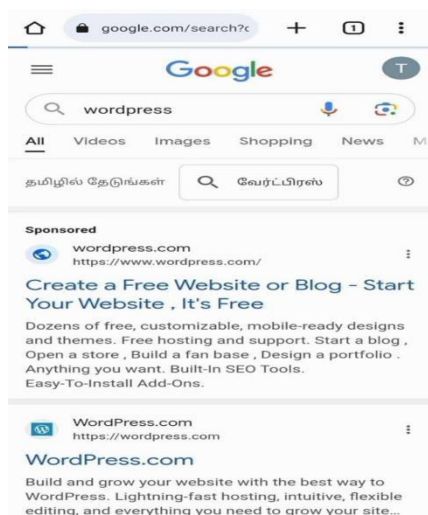 google.com/search?c
1
Google
T
wordpress
All Videos Images Shopping News M
தமிழில் தேடுங்கள் வேர்ட்பிரஸ்
Sponsored
wordpress.com
https://www.wordpress.com/
Create a Free Website or Blog - Start
Your Website , It's Free
Dozens of free, customizable, mobile-ready designs
and themes. Free hosting and support. Start a blog ,
Open a store , Build a fan base , Design a portfolio .
Anything you want. Built-In SEO Tools.
Easy-To-Install Add-Ons.
WordPress.com
https://wordpress.com
WordPress.com
Build and grow your website with the best way to
WordPress. Lightning-fast hosting, intuitive, flexible
editing, and everything you need to grow your site...